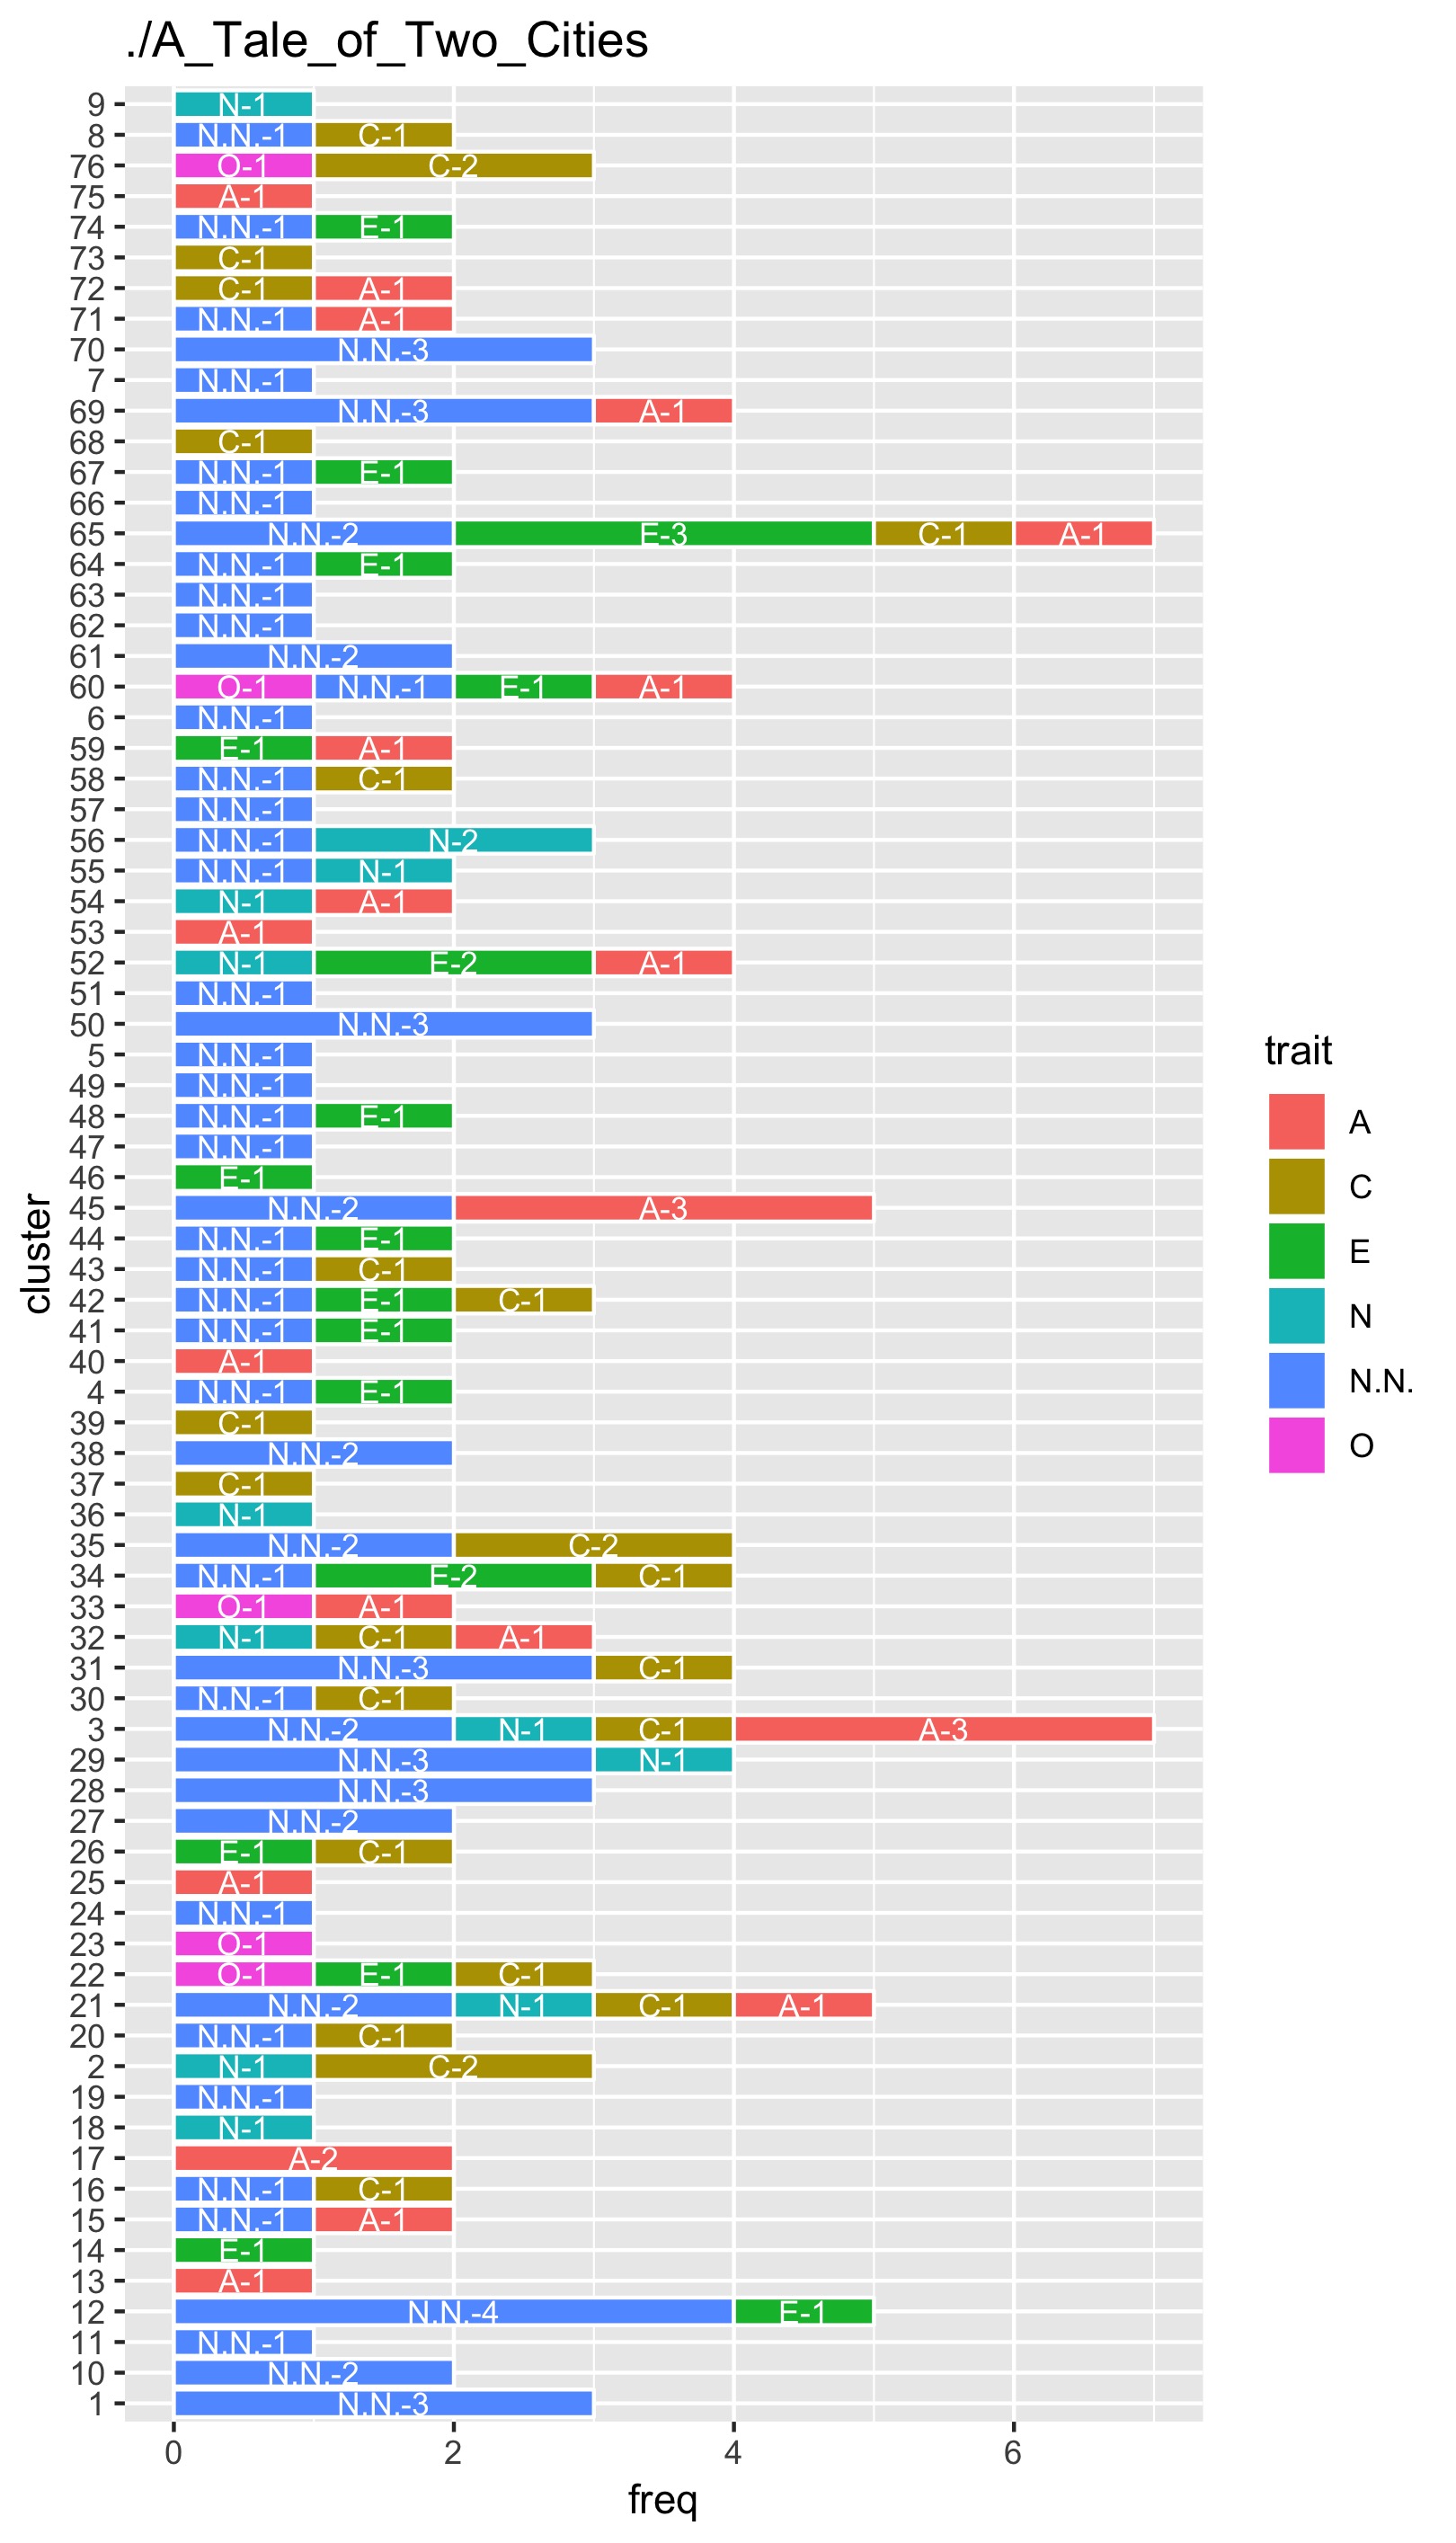 ./A_Tale_of_Two_Cities
9 N-1
8 N.N.-1 C-1
76 O-1 C-2
75 A-1
74 N.N.-1 E-1
73 C-1
72 C-1 A-1
71 N.N.-1 A-1
70 N.N.-3
7 N.N.-1
69 N.N.-3 A-1
68 C-1
67 N.N.-1 E-1
66 N.N.-1
65 N.N.-2 E-3 C-1 A-1
64 N.N.-1 E-1
63 N.N.-1
62 N.N.-1
61 N.N.-2
60 O-1 N.N.-1 E-1 A-1
6 N.N.-1
59 E-1 A-1
58 N.N.-1 C-1
57 N.N.-1
56 N.N.-1 N-2
55 N.N.-1 N-1
54 N-1 A-1
53 A-1
52 N-1 E-2 A-1
51 N.N.-1
50 N.N.-3
5 N.N.-1
49 N.N.-1
48 N.N.-1 E-1
47 N.N.-1
46 E-1
45 N.N.-2 A-3
44 N.N.-1 E-1
43 N.N.-1 C-1
42 N.N.-1 E-1 C-1
41 N.N.-1 E-1
40 A-1
4 N.N.-1 E-1
39 C-1
38 N.N.-2
37 C-1
36 N-1
35 N.N.-2 C-2
34 N.N.-1 E-2 C-1
33 O-1 A-1
32 N-1 C-1 A-1
31 N.N.-3 C-1
30 N.N.-1 C-1
3 N.N.-2 N-1 C-1 A-3
29 N.N.-3 N-1
28 N.N.-3
27 N.N.-2
26 E-1 C-1
25 A-1
24 N.N.-1
23 O-1
22 O-1 E-1 C-1
21 N.N.-2 N-1 C-1 A-1
20 N.N.-1 C-1
2 N-1 C-2
19 N.N.-1
18 N-1
17 A-2
16 N.N.-1 C-1
15 N.N.-1 A-1
14 E-1
13 A-1
12 N.N.-4 E-1
11 N.N.-1
10 N.N.-2
1 N.N.-3
0 2 4 6
freq
cluster
trait
A
C
E
N
N.N.
O